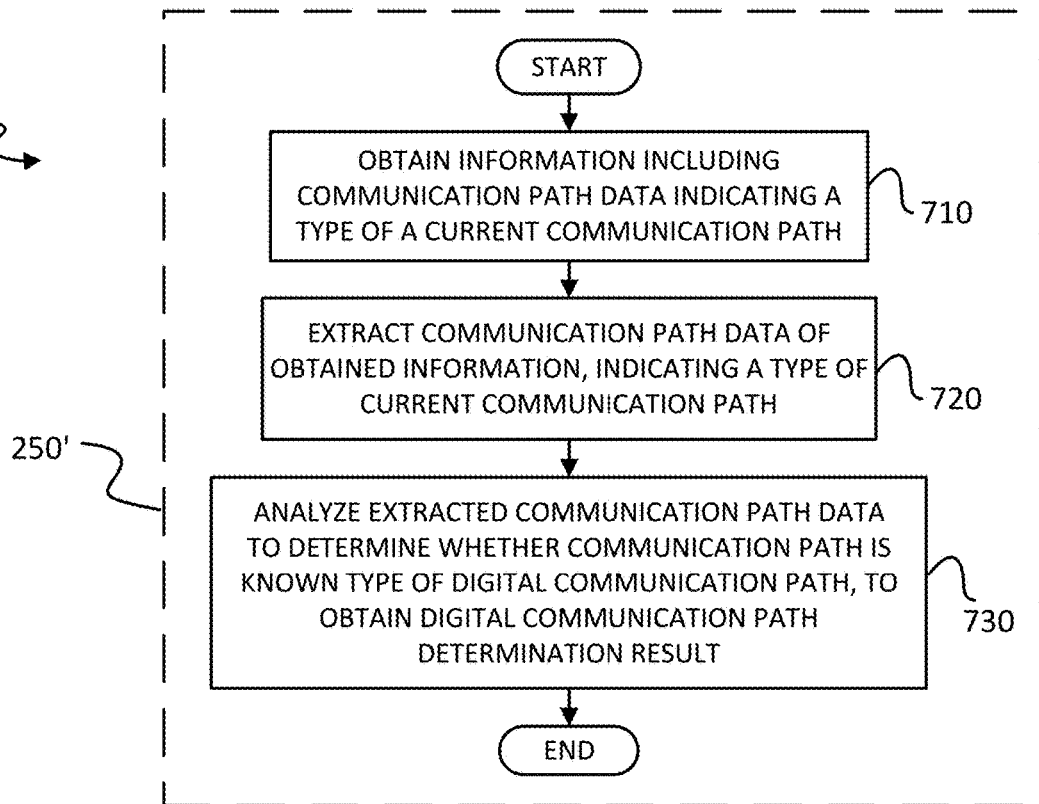 START
OBTAIN INFORMATION INCLUDING
COMMUNICATION PATH DATA INDICATING A
TYPE OF A CURRENT COMMUNICATION PATH
710
EXTRACT COMMUNICATION PATH DATA OF
OBTAINED INFORMATION, INDICATING A TYPE OF
CURRENT COMMUNICATION PATH
720
250'
ANALYZE EXTRACTED COMMUNICATION PATH DATA
TO DETERMINE WHETHER COMMUNICATION PATH IS
KNOWN TYPE OF DIGITAL COMMUNICATION PATH, TO
OBTAIN DIGITAL COMMUNICATION PATH
DETERMINATION RESULT
730
END